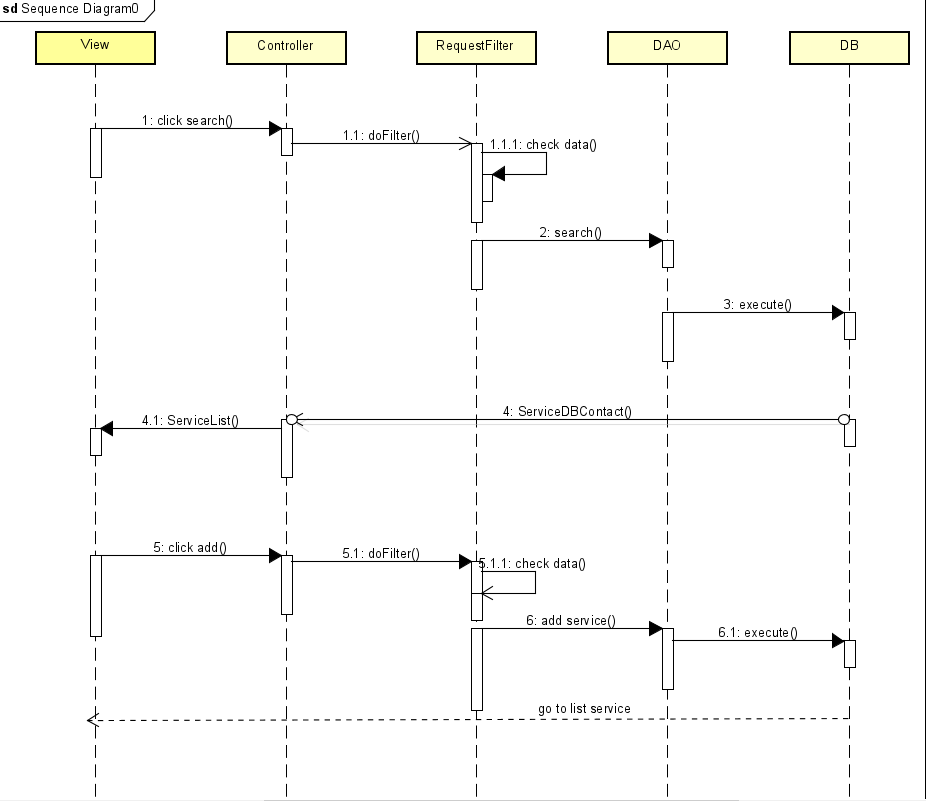 sd Sequence Diagram0
View
Controller
RequestFilter
DAO
DB
1: click search()
1.1: doFilter()
1.1.1: check data()
2: search()
3: execute()
4: ServiceDBContact()
4.1: ServiceList()
5: click add()
5.1: doFilter()
5.1.1: check data()
6: add service()
6.1: execute()
go to list service